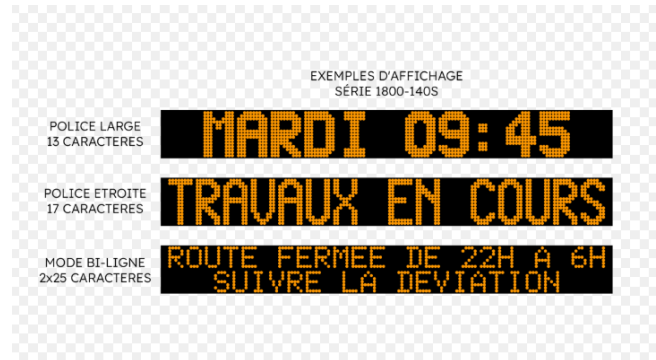 EXEMPLES D'AFFICHAGE
SÉRIE 1800-140S
POLICE LARGE
13 CARACTERES
MARDI 09:45
POLICE ETROITE
17 CARACTERES
TRAVAUX EN COURS
MODE BI-LIGNE
2x25 CARACTERES
ROUTE FERMEE DE 22H A 6H
SUIVRE LA DEVIATION